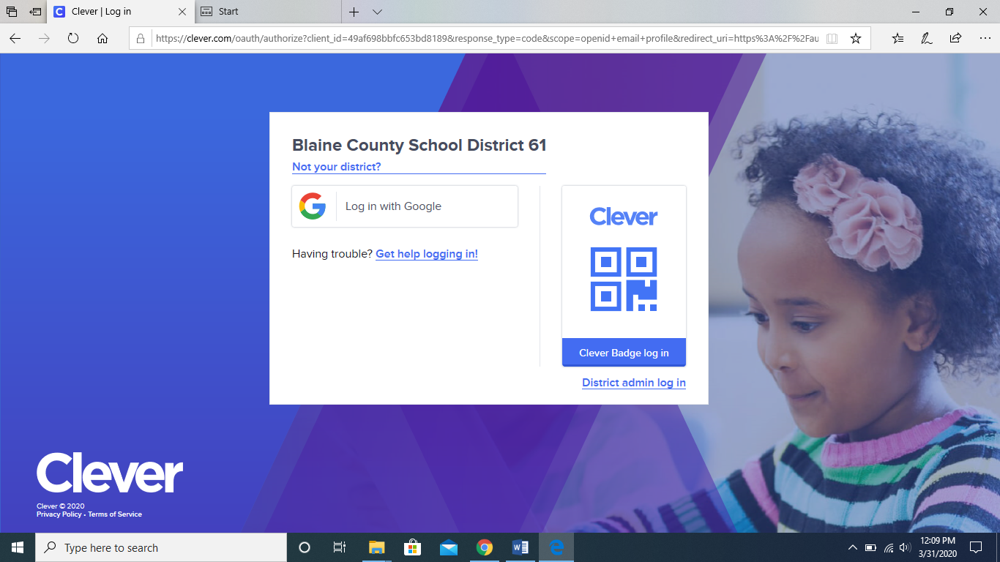 Clever | Log in
Start
https://clever.com/oauth/authorize?client_id=49af698bbfc653bd8189&response_type=code&scope=openid+email+profile&redirect_uri=https%3A%2F%2Fau
Blaine County School District 61
Not your district?
Log in with Google
Having trouble? Get help logging in!
Clever
Clever Badge log in
District admin log in
Clever
Clever © 2020
Privacy Policy • Terms of Service
Type here to search
12:09 PM
3/31/2020